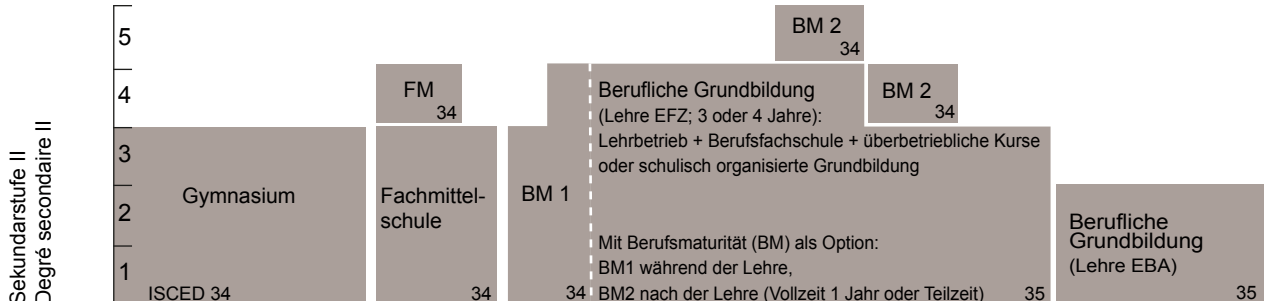 Sekundarstufe II
Degré secondaire II
5
4
3
2
1
Gymnasium
ISCED 34
FM
34
Fachmittel-
schule
34
BM 1
34
Berufliche Grundbildung
(Lehre EFZ; 3 oder 4 Jahre):
Lehrbetrieb + Berufsfachschule + überbetriebliche Kurse
oder schulisch organisierte Grundbildung
Mit Berufsmaturität (BM) als Option:
BM1 während der Lehre,
BM2 nach der Lehre (Vollzeit 1 Jahr oder Teilzeit)
35
BM 2
34
BM 2
34
Berufliche
Grundbildung
(Lehre EBA)
35